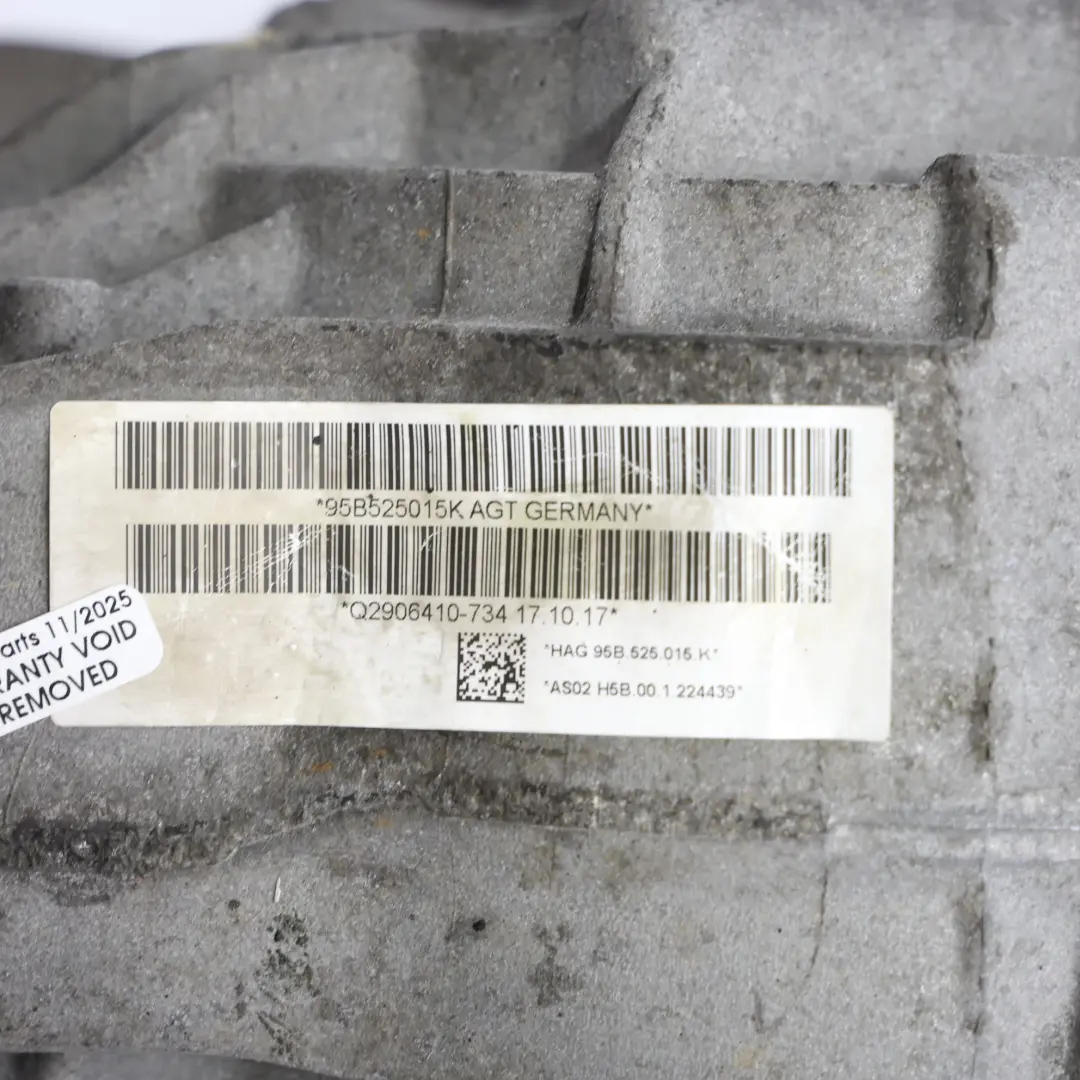 *95B525015K AGT GERMANY*
*Q2906410-734 17.10.17*
*HAG 95B.525.015.K*
*AS02 H5B.00.1 224439*
arts 11/2025
RANTY VOID
REMOVED